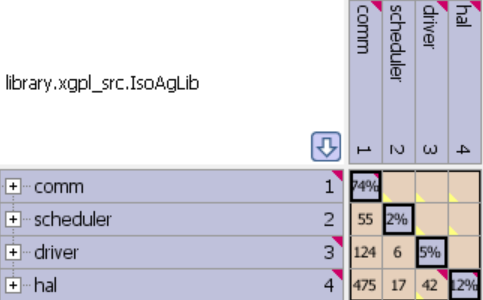 comm
scheduler
driver
hal
library.xgpl_src.IsoAgLib
1 2 3 4
comm 1 74%
scheduler 2 55 2%
driver 3 124 6 5%
hal 4 475 17 42 12%